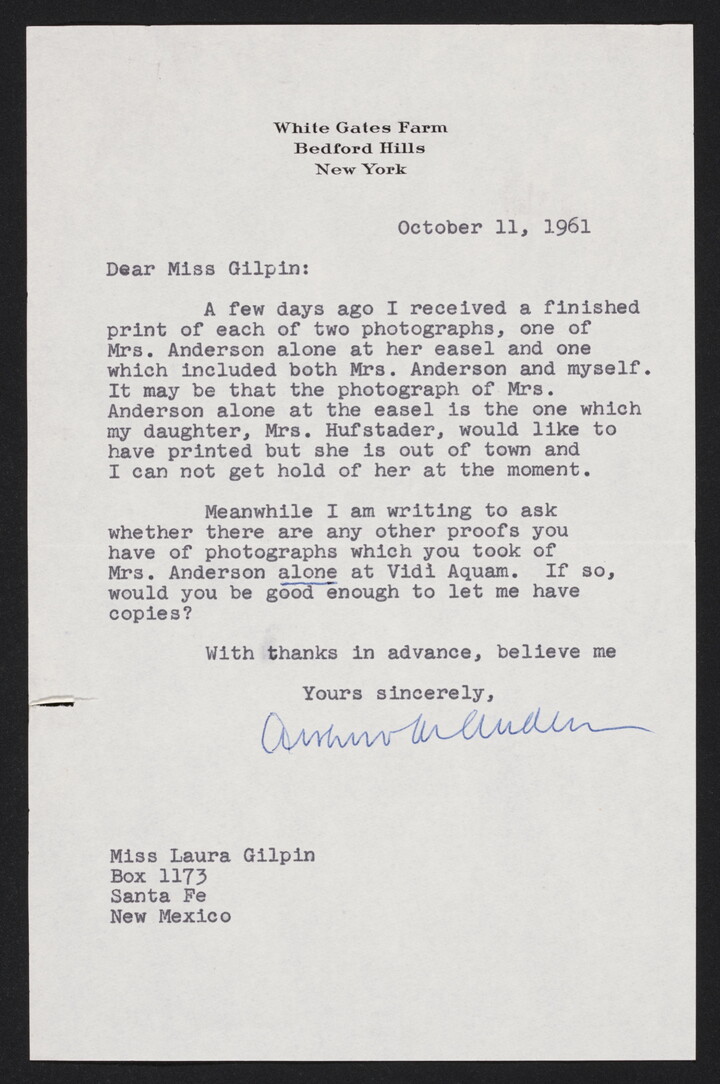 White Gates Farm
Bedford Hills
New York
October 11, 1961
Dear Miss Gilpin:
A few days ago I received a finished
print of each of two photographs, one of
Mrs. Anderson alone at her easel and one
which included both Mrs. Anderson and myself.
It may be that the photograph of Mrs.
Anderson alone at the easel is the one which
my daughter, Mrs. Hufstader, would like to
have printed but she is out of town and
I can not get hold of her at the moment.
Meanwhile I am writing to ask
whether there are any other proofs you
have of photographs which you took of
Mrs. Anderson alone at Vidi Aquam.  If so,
would you be good enough to let me have
copies?
With thanks in advance, believe me
Yours sincerely,
Miss Laura Gilpin
Box 1173
Santa Fe
New Mexico